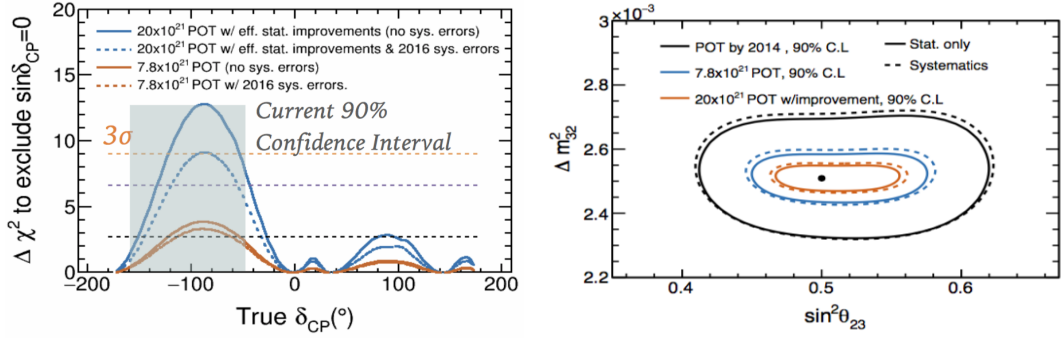 20
20x10²¹ POT w/ eff. stat. improvements (no sys. errors)
20x10²¹ POT w/ eff. stat. improvements & 2016 sys. errors
7.8x10²¹ POT (no sys. errors)
7.8x10²¹ POT w/ 2016 sys. errors.
15
Current 90%
Confidence Interval
3σ
10
5
0
Δ χ² to exclude sinδCP=0
−200
−100
0
100
200
True δCP(°)
3×10⁻³
POT by 2014 , 90% C.L
Stat. only
7.8x10²¹ POT, 90% C.L
Systematics
20x10²¹ POT w/improvement, 90% C.L
2.8
2.6
2.4
2.2
Δ m²32
0.4
0.5
0.6
sin²θ23